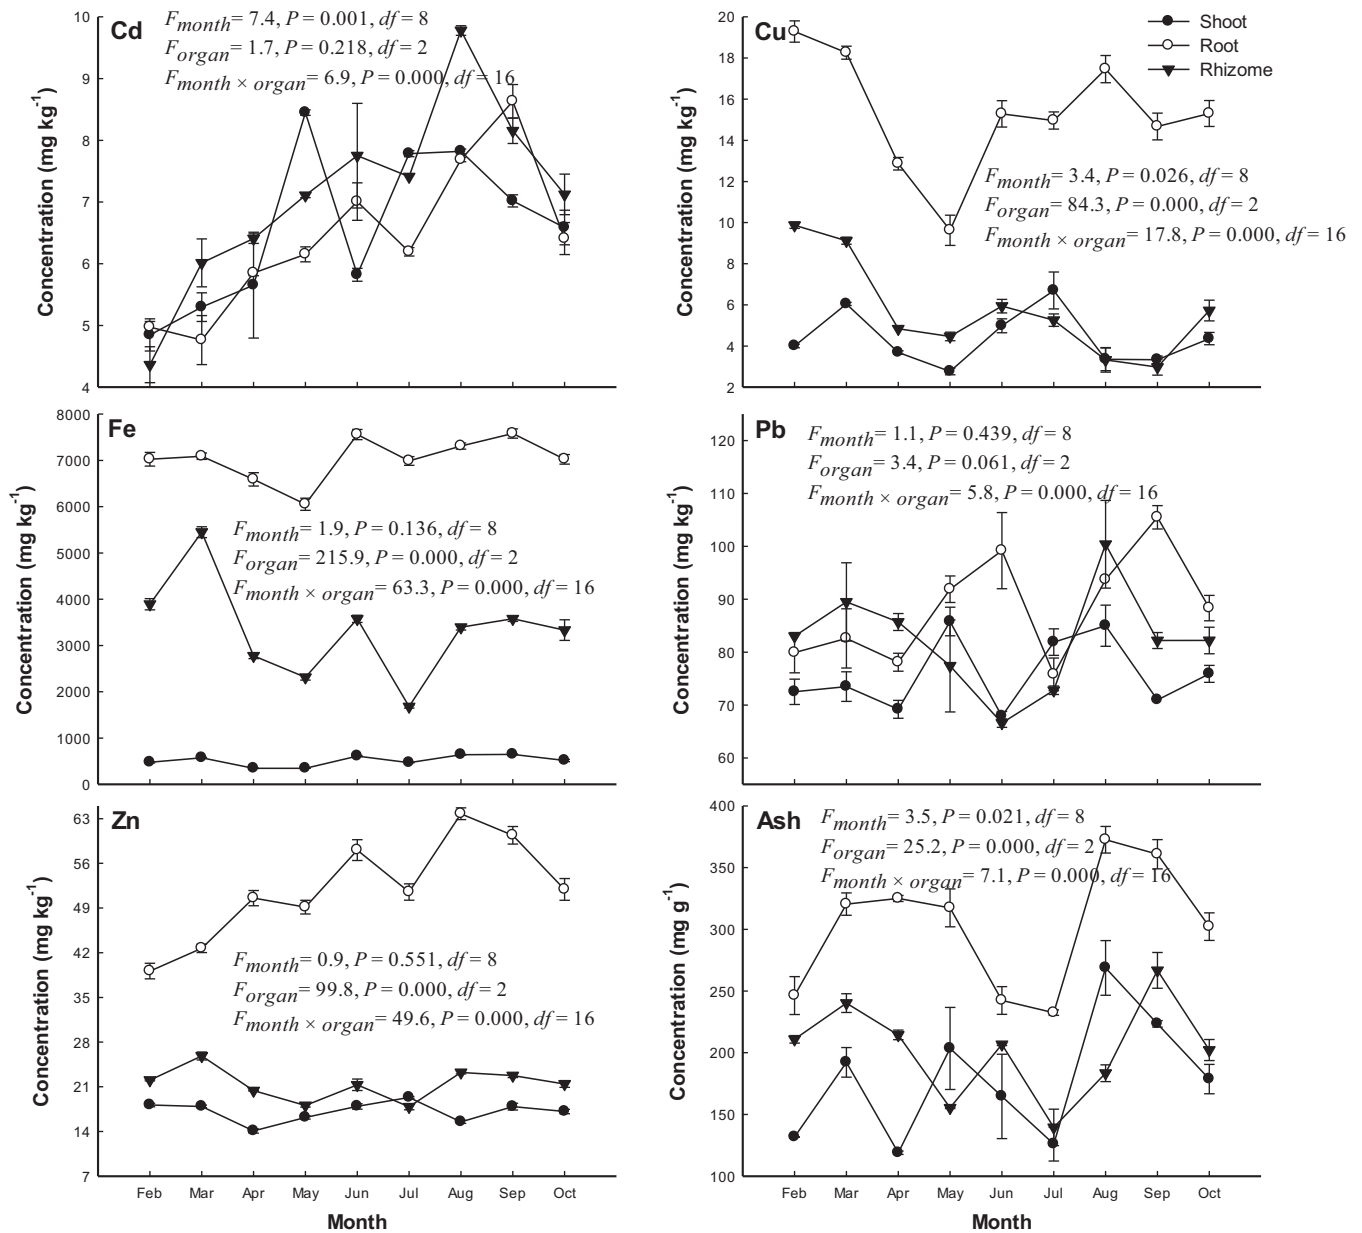 Cd
F_month = 7.4, P = 0.001, df = 8
F_organ = 1.7, P = 0.218, df = 2
F_month × organ = 6.9, P = 0.000, df = 16
Concentration (mg kg⁻¹)
10
9
8
7
6
5
4
Cu
Shoot
Root
Rhizome
F_month = 3.4, P = 0.026, df = 8
F_organ = 84.3, P = 0.000, df = 2
F_month × organ = 17.8, P = 0.000, df = 16
Concentration (mg kg⁻¹)
20
18
16
14
12
10
8
6
4
2
Fe
F_month = 1.9, P = 0.136, df = 8
F_organ = 215.9, P = 0.000, df = 2
F_month × organ = 63.3, P = 0.000, df = 16
Concentration (mg kg⁻¹)
8000
7000
6000
5000
4000
3000
2000
1000
0
Pb
F_month = 1.1, P = 0.439, df = 8
F_organ = 3.4, P = 0.061, df = 2
F_month × organ = 5.8, P = 0.000, df = 16
Concentration (mg kg⁻¹)
120
110
100
90
80
70
60
Zn
F_month = 0.9, P = 0.551, df = 8
F_organ = 99.8, P = 0.000, df = 2
F_month × organ = 49.6, P = 0.000, df = 16
Concentration (mg kg⁻¹)
63
56
49
42
35
28
21
14
7
Feb Mar Apr May Jun Jul Aug Sep Oct
Month
Ash
F_month = 3.5, P = 0.021, df = 8
F_organ = 25.2, P = 0.000, df = 2
F_month × organ = 7.1, P = 0.000, df = 16
Concentration (mg g⁻¹)
400
350
300
250
200
150
100
Feb Mar Apr May Jun Jul Aug Sep Oct
Month